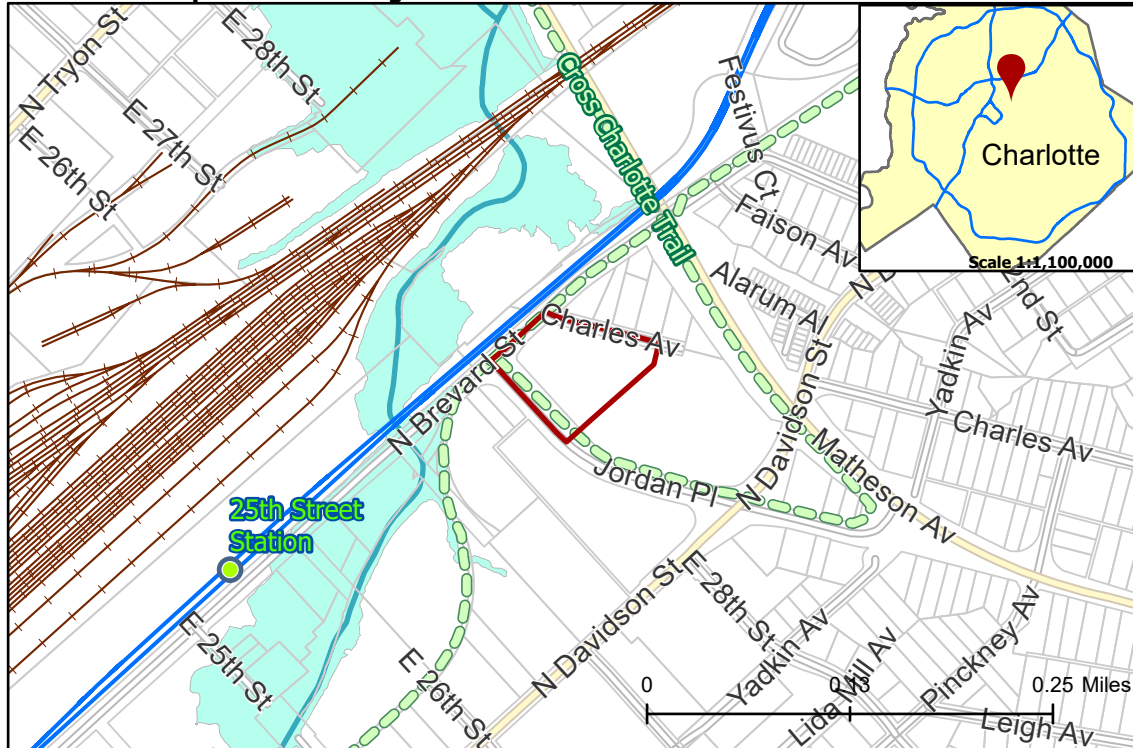 N Tryon St
E 28th St
E 27th St
E 26th St
Cross Charlotte Trail
Festivus Ct
Faison Av
Alarum Al
Charlotte
Scale 1:1,100,000
2nd St
N D
Yadkin Av
Charles Av
Charles Av
N Brevard St
N Davidson St
Matheson Av
Jordan Pl
25th Street
Station
E 25th St
E 26th St
N Davidson St
E 28th St
Yadkin Av
Lida Mill Av
Pinckney Av
Leigh Av
0
0.13
0.25 Miles